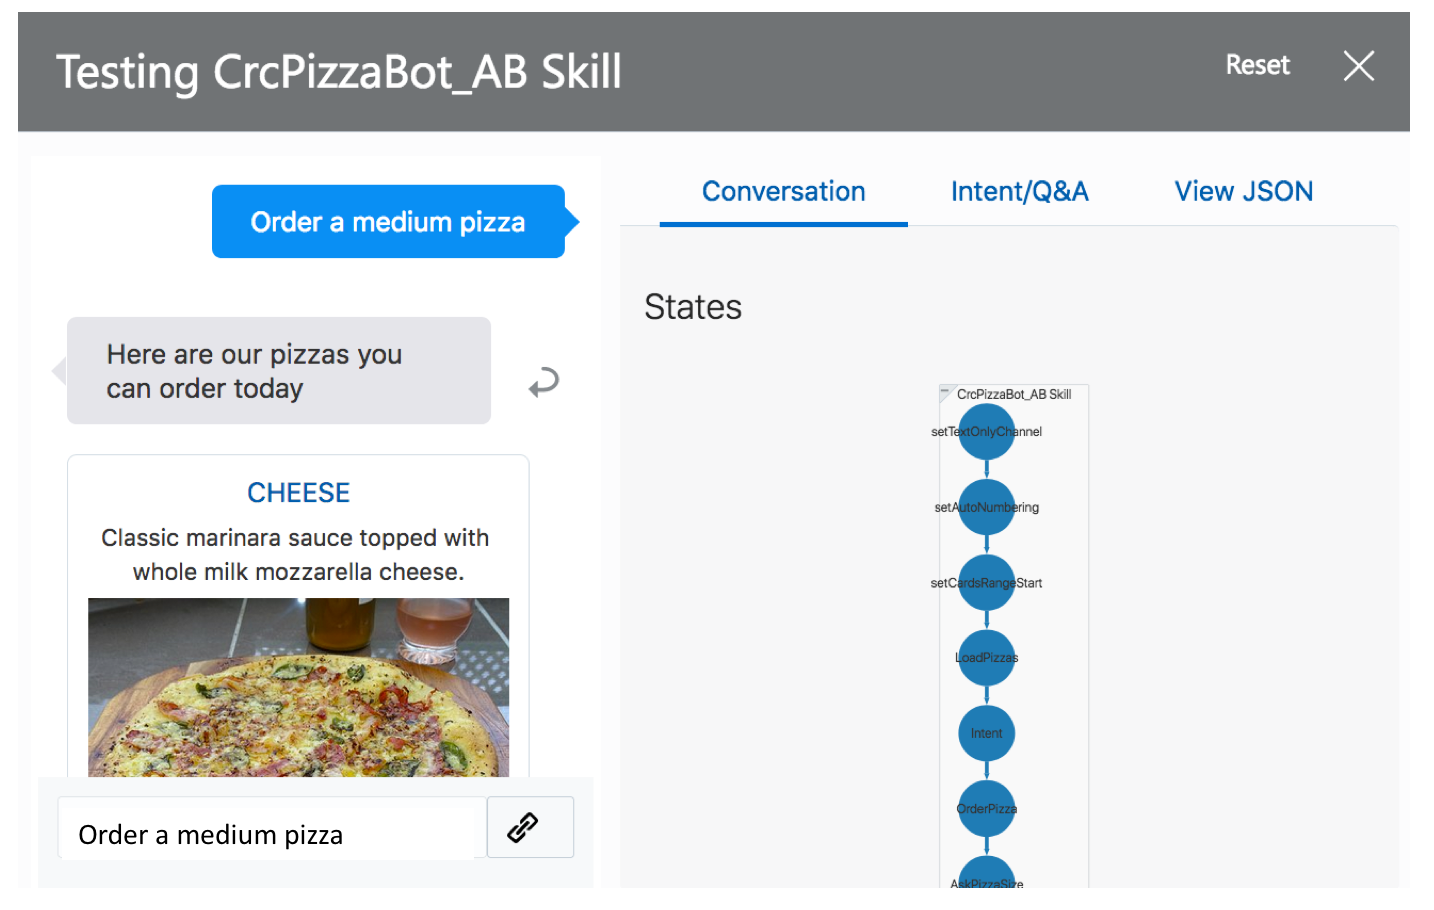 Testing CrcPizzaBot_AB Skill
Reset
Order a medium pizza
Here are our pizzas you
can order today
CHEESE
Classic marinara sauce topped with
whole milk mozzarella cheese.
Order a medium pizza
Conversation
Intent/Q&A
View JSON
States
CrcPizzaBot_AB Skill
setTextOnlyChannel
setAutoNumbering
setCardsRangeStart
LoadPizzas
Intent
OrderPizza
AskPizzaSize